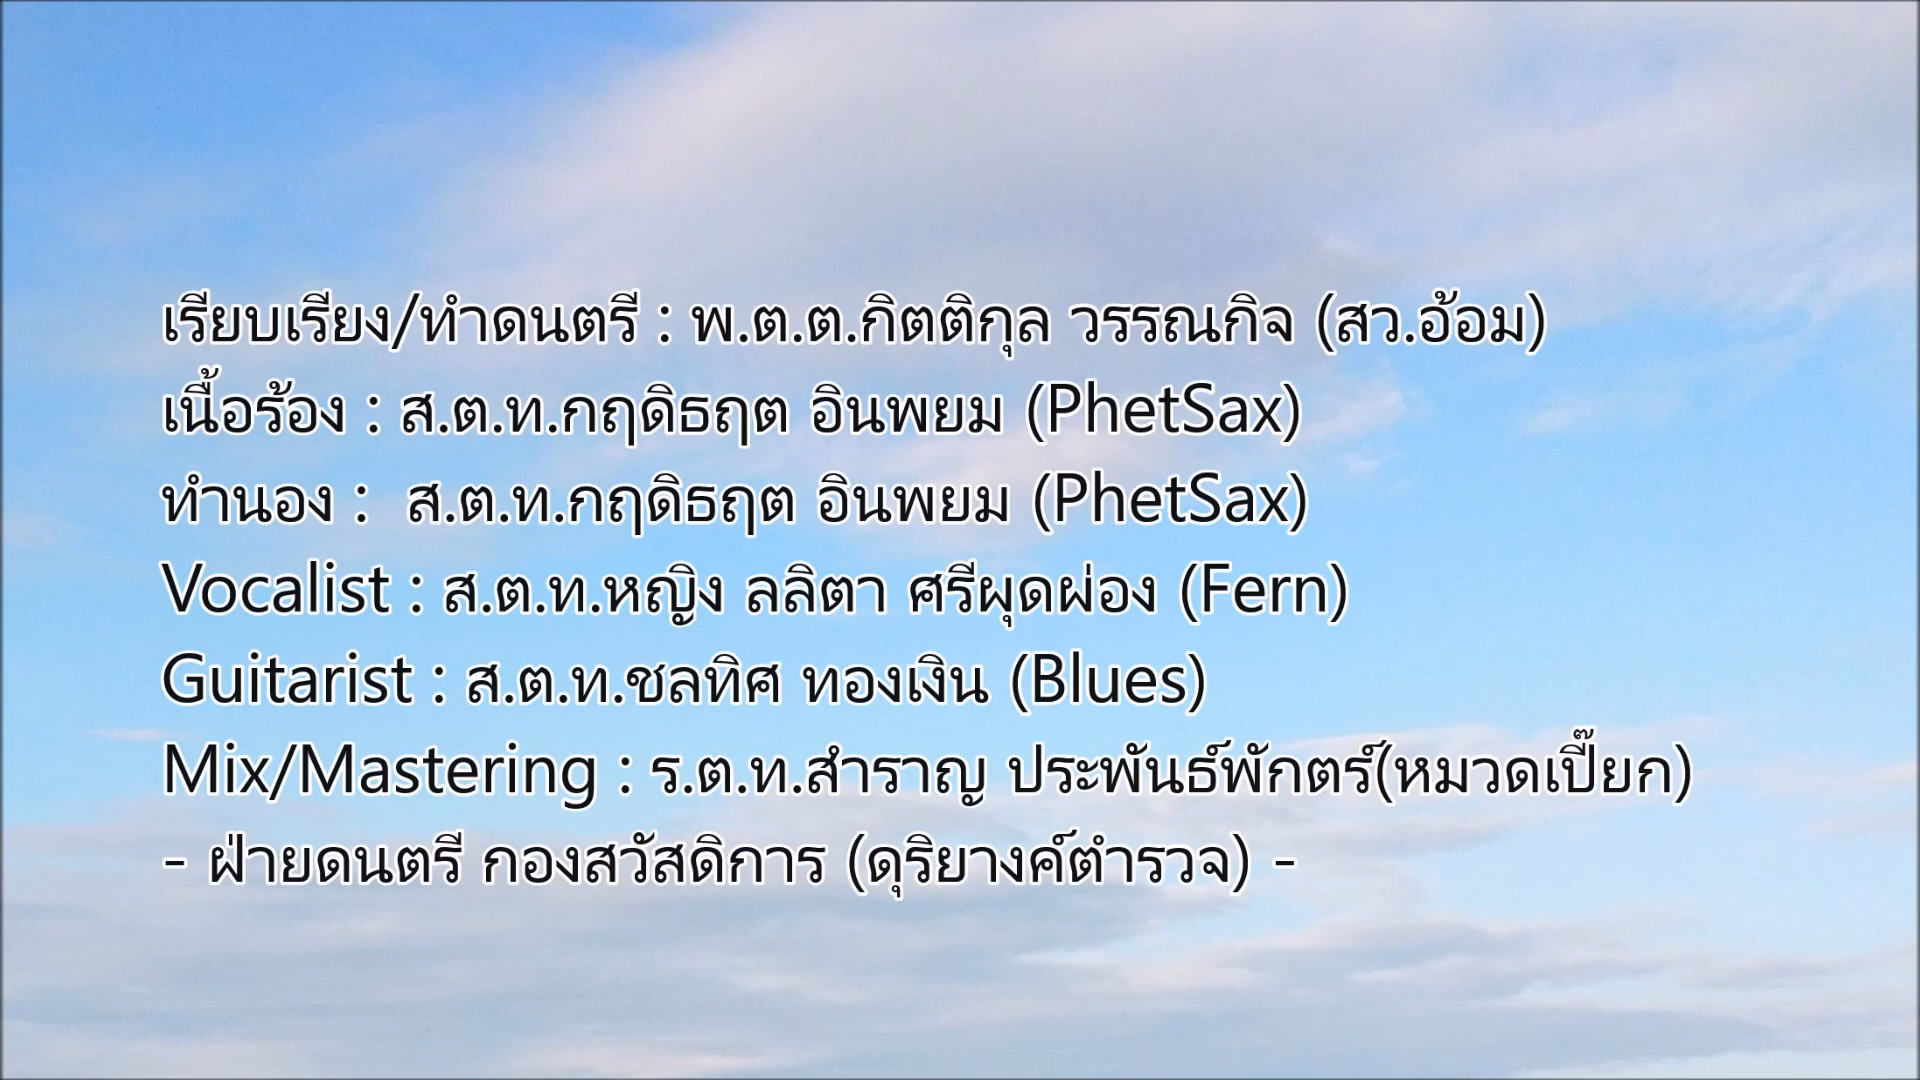 เรียบเรียง/ทำดนตรี : พ.ต.ต.กิตติกุล วรรณกิจ (สว.อ้อม)
เนื้อร้อง : ส.ต.ท.กฤดิธฤต อินพยม (PhetSax)
ทำนอง : ส.ต.ท.กฤดิธฤต อินพยม (PhetSax)
Vocalist : ส.ต.ท.หญิง ลลิตา ศรีผุดผ่อง (Fern)
Guitarist : ส.ต.ท.ชลทิศ ทองเงิน (Blues)
Mix/Mastering : ร.ต.ท.สำราญ ประพันธ์พักตร์(หมวดเปี๊ยก)
- ฝ่ายดนตรี กองสวัสดิการ (ดุริยางค์ตำรวจ) -